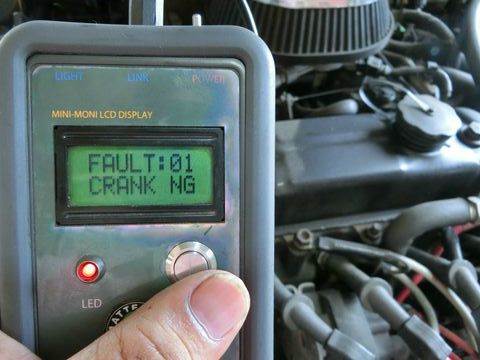 LIGHT LINK POWER
MINI-MONI LCD DISPLAY
FAULT:01
CRANK NG
LED